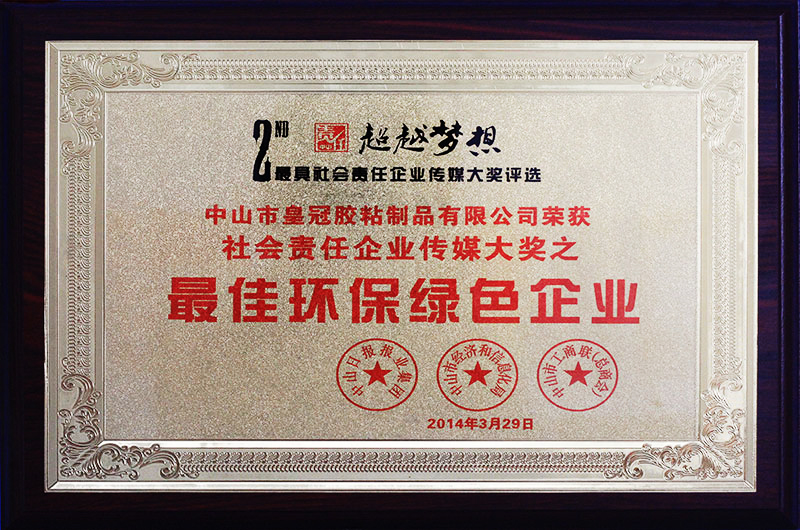 2ND 超越梦想
最具社会责任企业传媒大奖评选
中山市皇冠胶粘制品有限公司荣获
社会责任企业传媒大奖之
最佳环保绿色企业
中山日报报业集团
中山市经济和信息化局
中山市工商联(总商会)
2014年3月29日